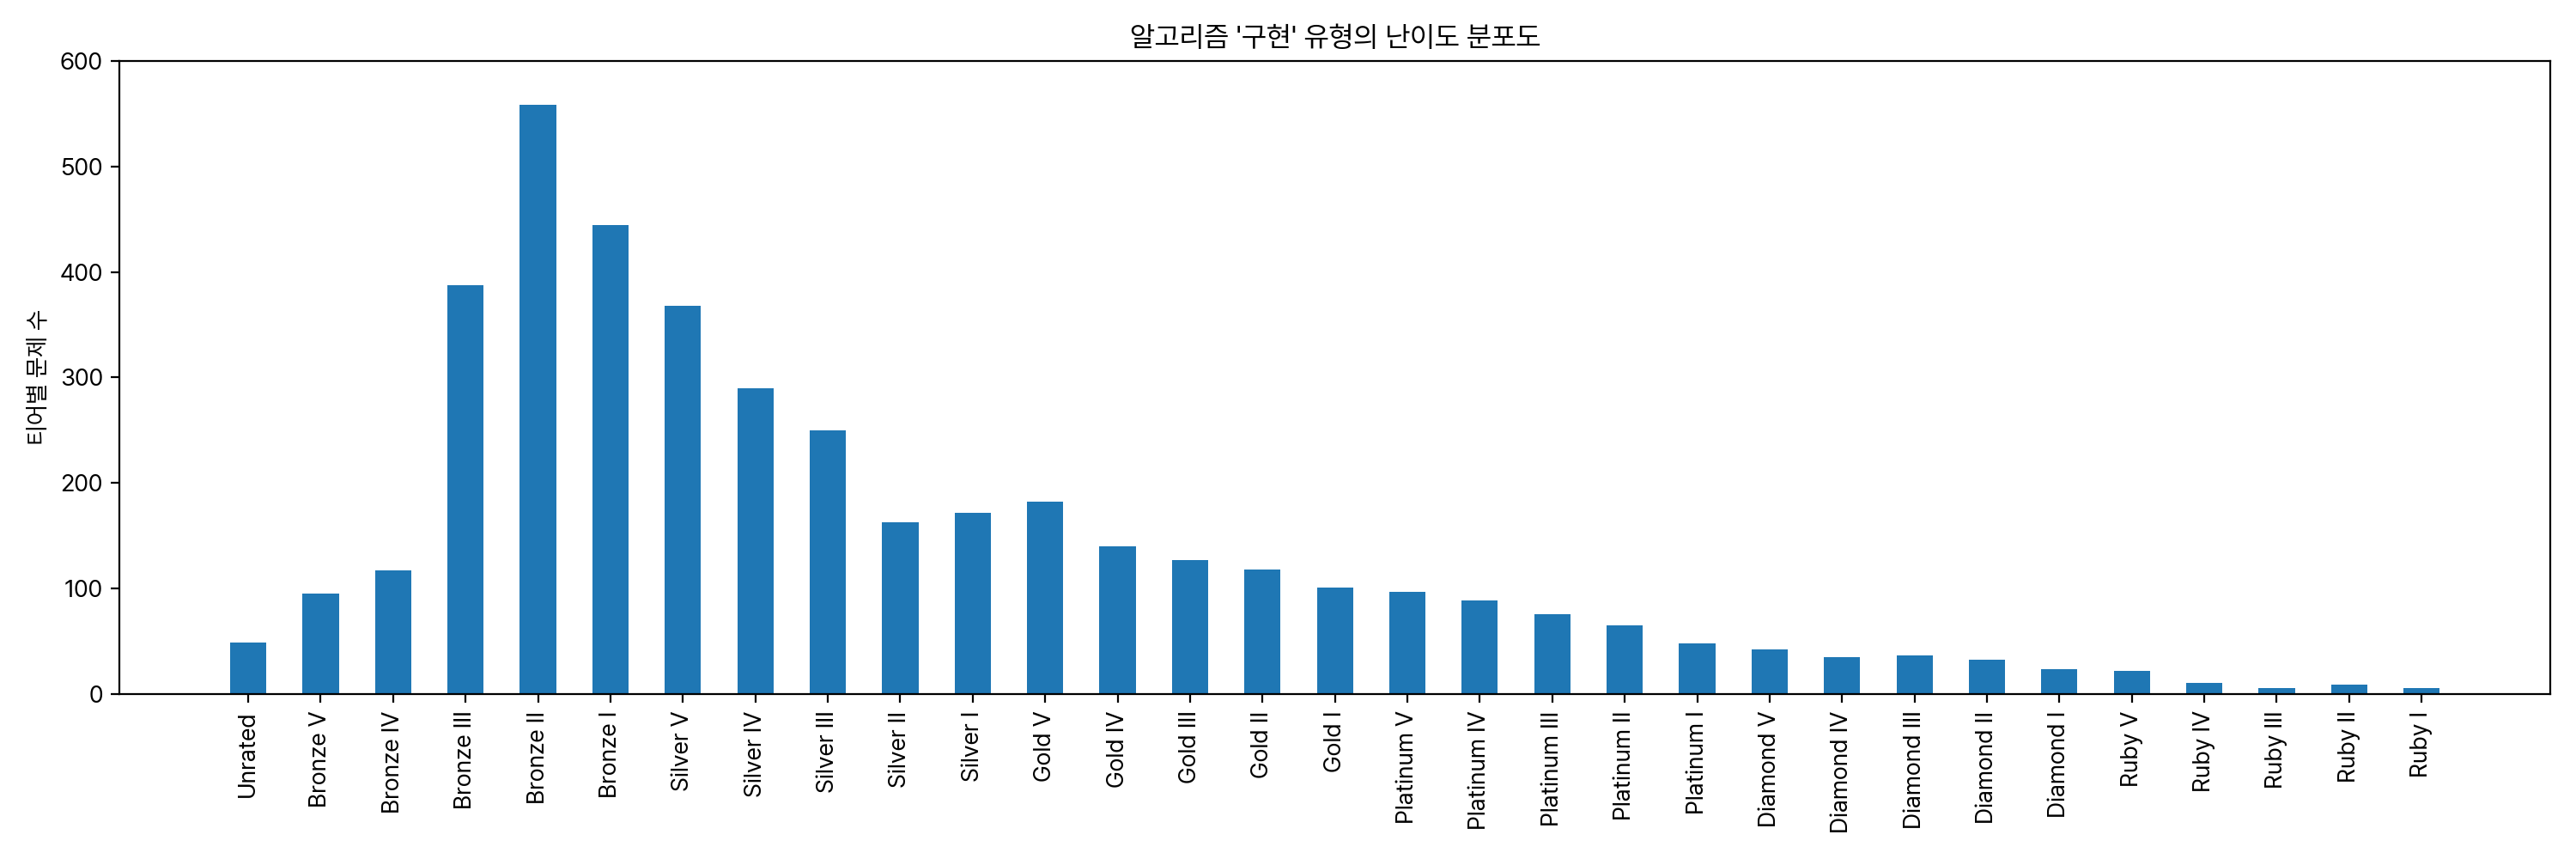 알고리즘 '구현' 유형의 난이도 분포도
티어별 문제 수
600
500
400
300
200
100
0
Unrated
Bronze V
Bronze IV
Bronze III
Bronze II
Bronze I
Silver V
Silver IV
Silver III
Silver II
Silver I
Gold V
Gold IV
Gold III
Gold II
Gold I
Platinum V
Platinum IV
Platinum III
Platinum II
Platinum I
Diamond V
Diamond IV
Diamond III
Diamond II
Diamond I
Ruby V
Ruby IV
Ruby III
Ruby II
Ruby I